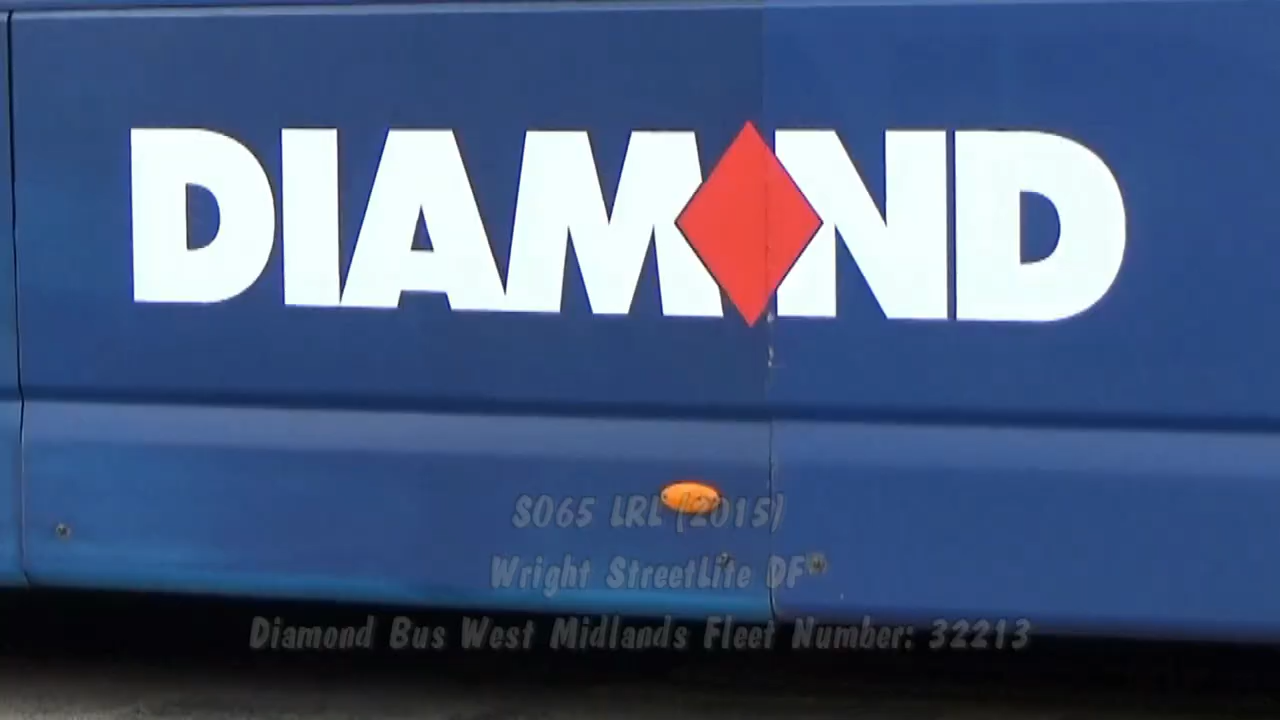 DIAMOND
SO65 LRL (2015)
Wright StreetLite DF
Diamond Bus West Midlands Fleet Number: 32213